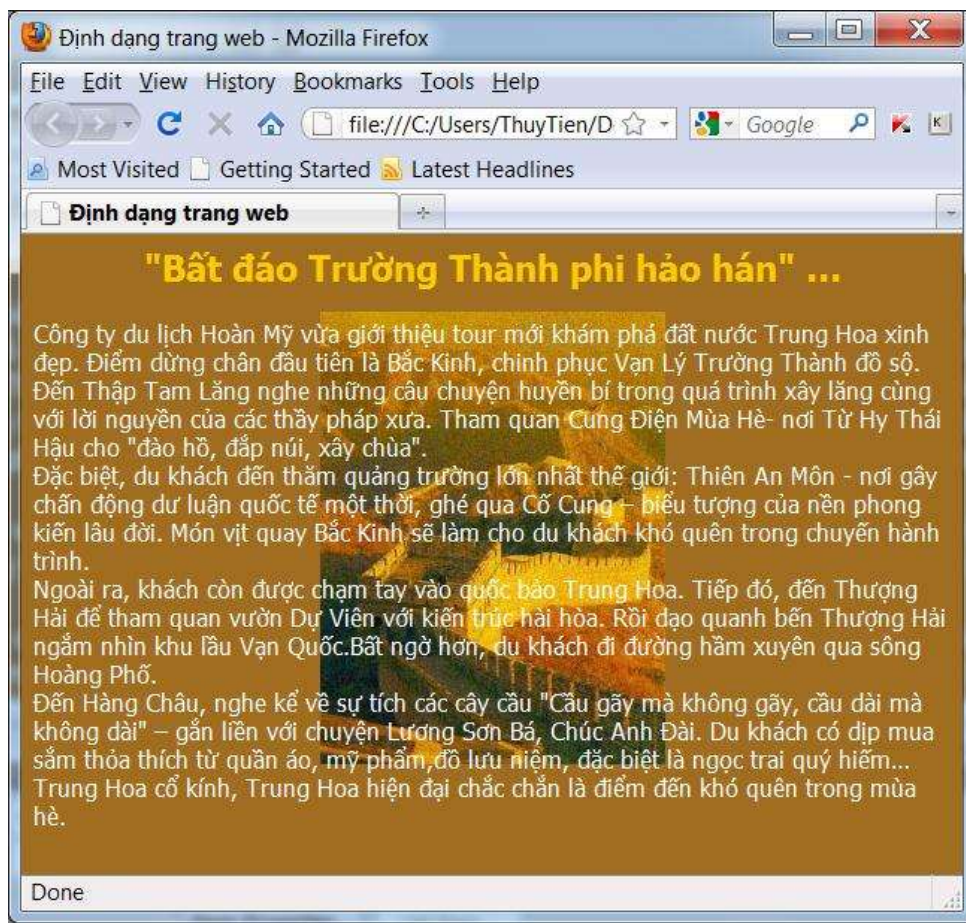 Định dạng trang web - Mozilla Firefox
File Edit View History Bookmarks Tools Help
file:///C:/Users/ThuyTien/D Google K
Most Visited Getting Started Latest Headlines
Định dạng trang web
"Bất đáo Trường Thành phi hảo hán" ...
Công ty du lịch Hoàn Mỹ vừa giới thiệu tour mới khám phá đất nước Trung Hoa xinh
đẹp. Điểm dừng chân đầu tiên là Bắc Kinh, chinh phục Vạn Lý Trường Thành đồ sộ.
Đến Thập Tam Lăng nghe những câu chuyện huyền bí trong quá trình xây lăng cùng
với lời nguyền của các thầy pháp xưa. Tham quan Cung Điện Mùa Hè- nơi Từ Hy Thái
Hậu cho "đào hồ, đắp núi, xây chùa".
Đặc biệt, du khách đến thăm quảng trường lớn nhất thế giới: Thiên An Môn - nơi gây
chấn động dư luận quốc tế một thời, ghé qua Cố Cung – biểu tượng của nền phong
kiến lâu đời. Món vịt quay Bắc Kinh sẽ làm cho du khách khó quên trong chuyến hành
trình.
Ngoài ra, khách còn được chạm tay vào quốc bảo Trung Hoa. Tiếp đó, đến Thượng
Hải để tham quan vườn Dự Viên với kiến trúc hài hòa. Rồi dạo quanh bến Thượng Hải
ngắm nhìn khu lầu Vạn Quốc.Bất ngờ hơn, du khách đi đường hầm xuyên qua sông
Hoàng Phố.
Đến Hàng Châu, nghe kể về sự tích các cây cầu "Cầu gãy mà không gãy, cầu dài mà
không dài" – gắn liền với chuyện Lương Sơn Bá, Chúc Anh Đài. Du khách có dịp mua
sắm thỏa thích từ quần áo, mỹ phẩm,đồ lưu niệm, đặc biệt là ngọc trai quý hiếm...
Trung Hoa cổ kính, Trung Hoa hiện đại chắc chắn là điểm đến khó quên trong mùa
hè.
Done